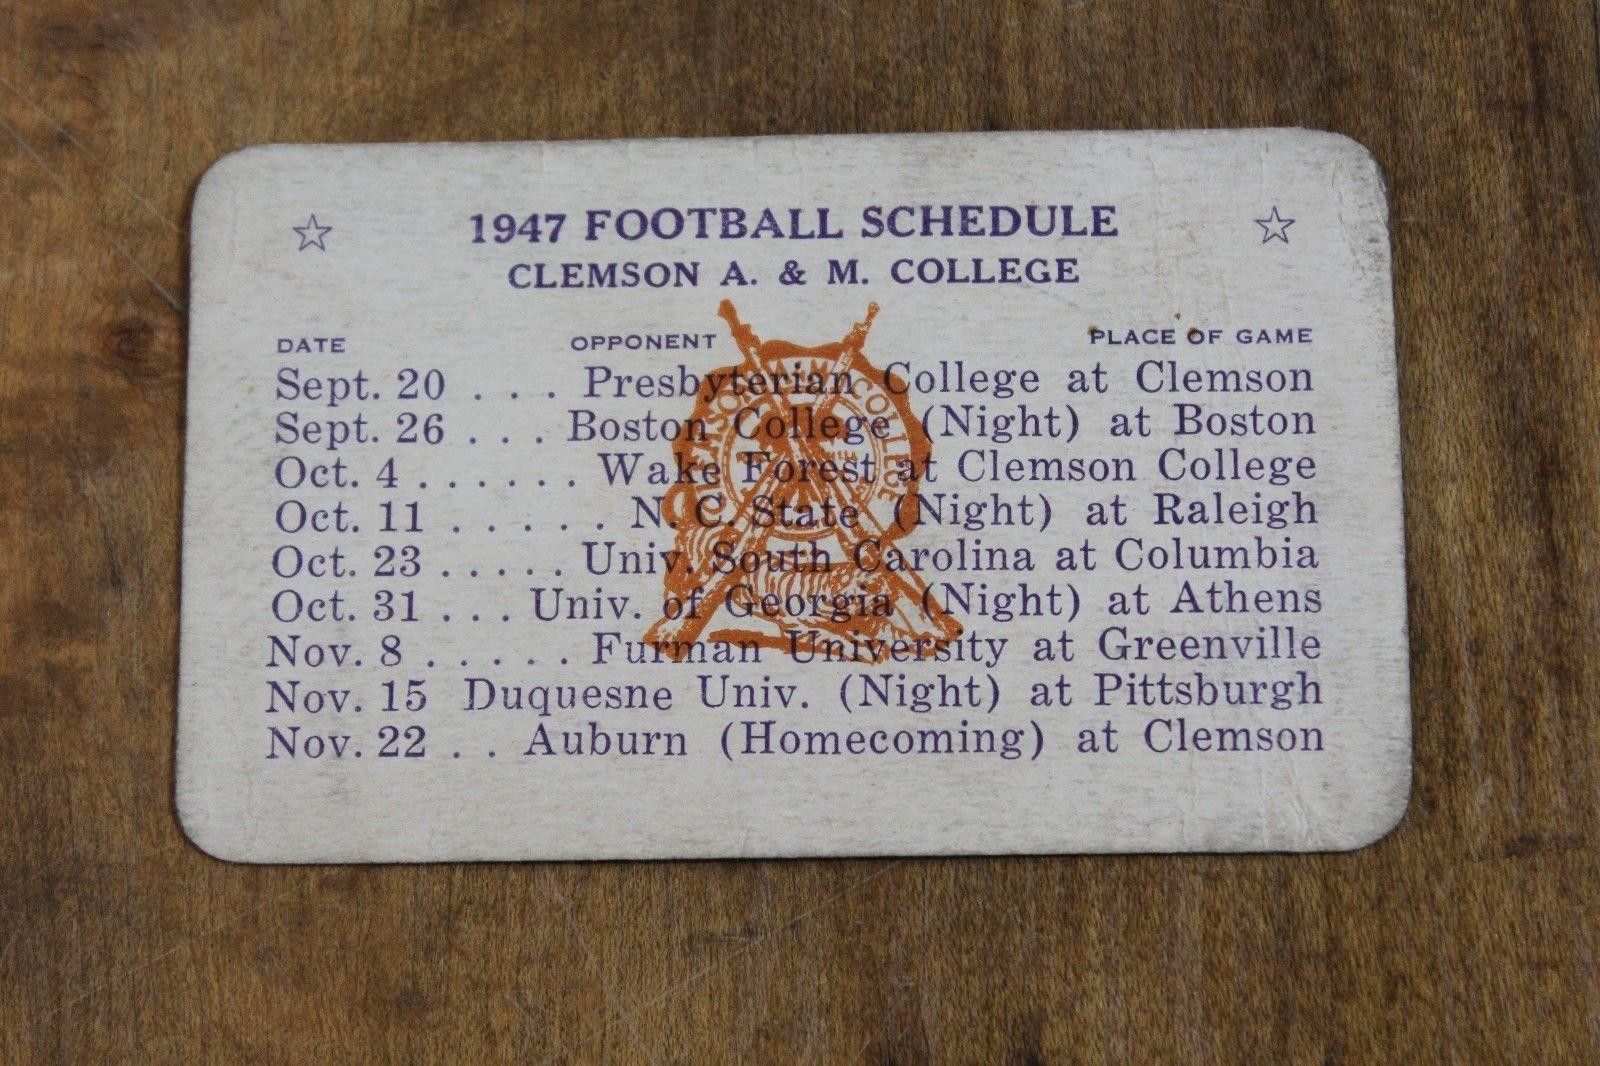 ☆ 1947 FOOTBALL SCHEDULE ☆
CLEMSON A. & M. COLLEGE
DATE OPPONENT PLACE OF GAME
Sept. 20 . . . Presbyterian College at Clemson
Sept. 26 . . . Boston College (Night) at Boston
Oct. 4 . . . . . . Wake Forest at Clemson College
Oct. 11 . . . . . N. C. State (Night) at Raleigh
Oct. 23 . . . . . Univ. South Carolina at Columbia
Oct. 31 . . . Univ. of Georgia (Night) at Athens
Nov. 8 . . . . . Furman University at Greenville
Nov. 15 Duquesne Univ. (Night) at Pittsburgh
Nov. 22 . . Auburn (Homecoming) at Clemson
COLLEGE